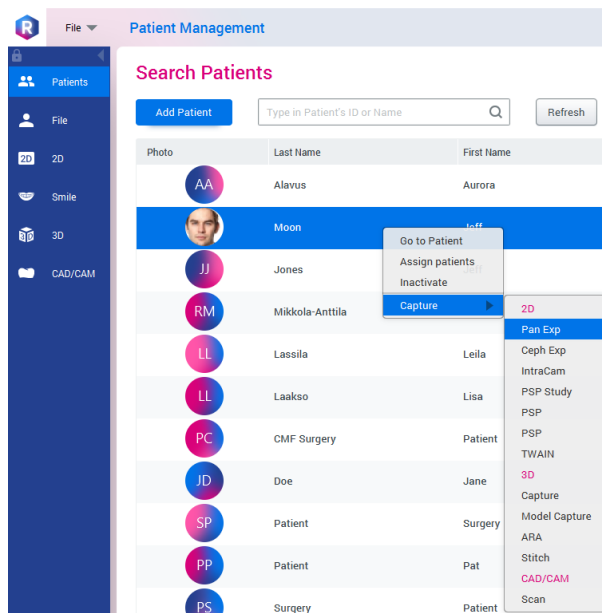 R
File
Patient Management
Patients
File
2D 2D
Smile
3D 3D
CAD/CAM
Search Patients
Add Patient
Type in Patient's ID or Name
Refresh
Photo Last Name First Name
AA Alavus Aurora
Moon Jeff
JJ Jones Jeff
RM Mikkola-Anttila
LL Lassila Leila
LL Laakso Lisa
PC CMF Surgery Patient
JD Doe Jane
SP Patient Surgery
PP Patient Pat
PS Surgery Patient
Go to Patient
Assign patients
Inactivate
Capture
2D
Pan Exp
Ceph Exp
IntraCam
PSP Study
PSP
PSP
TWAIN
3D
Capture
Model Capture
ARA
Stitch
CAD/CAM
Scan